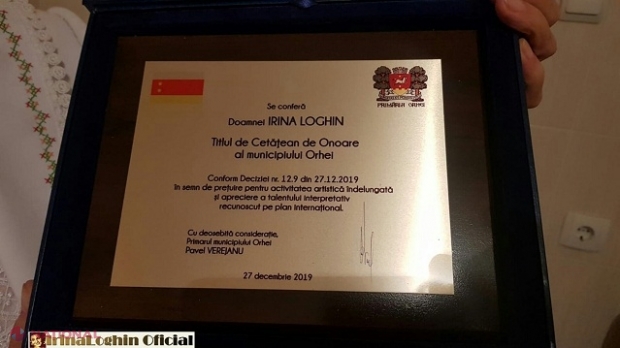 PRIMĂRIA ORHEI
Se conferă
Doamnei IRINA LOGHIN
Titlul de Cetățean de Onoare
al municipiului Orhei
Conform Deciziei nr. 12.9 din 27.12.2019
în semn de prețuire pentru activitatea artistică îndelungată
și apreciere a talentului interpretativ
recunoscut pe plan internațional.
Cu deosebită considerație,
Primarul municipiului Orhei
Pavel VEREJANU
27 decembrie 2019
IrinaLoghin Oficial